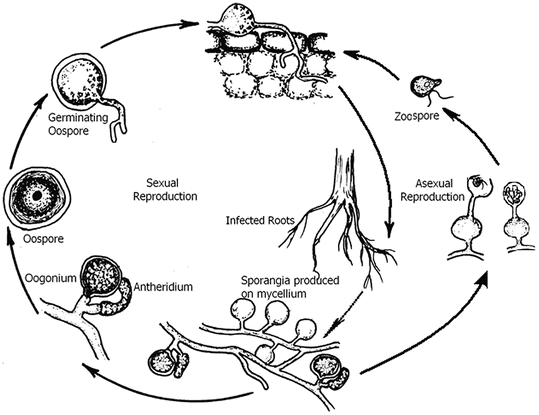 Germinating
Oospore
Zoospore
Sexual
Reproduction
Asexual
Reproduction
Infected Roots
Oospore
Oogonium
Antheridium
Sporangia produced
on mycellium